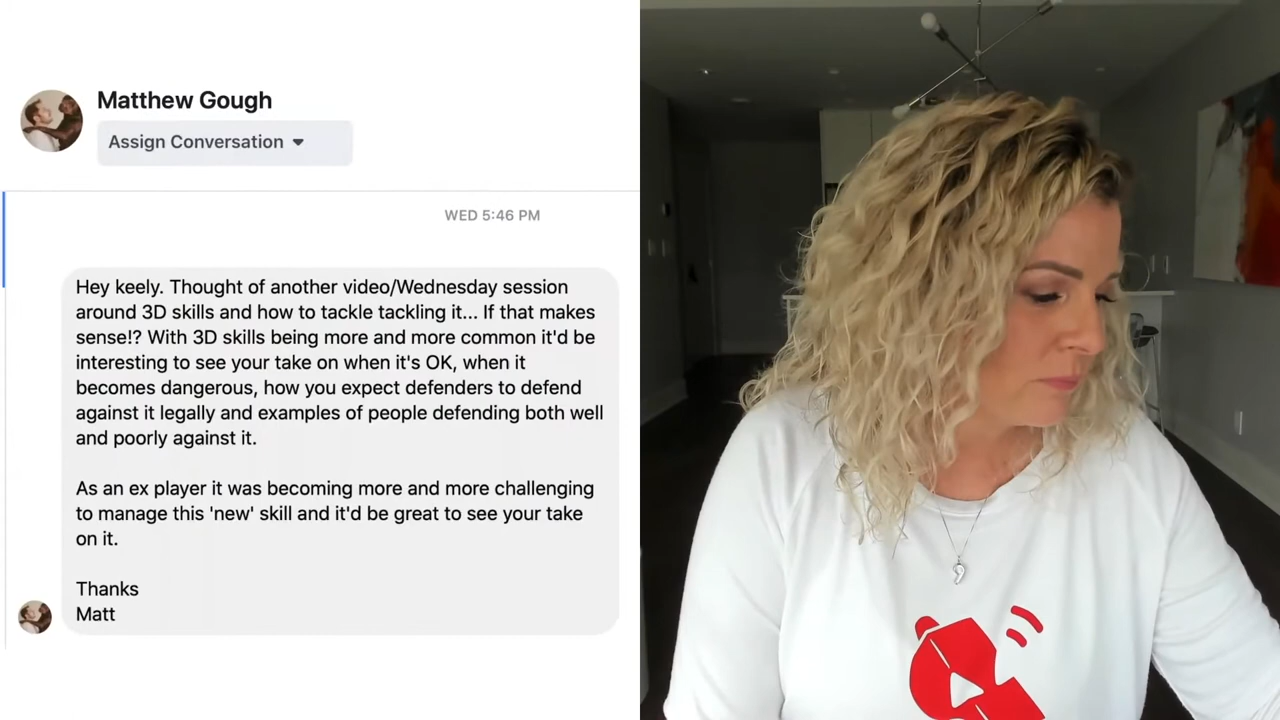 Matthew Gough
Assign Conversation
WED 5:46 PM
Hey keely. Thought of another video/Wednesday session
around 3D skills and how to tackle tackling it... If that makes
sense!? With 3D skills being more and more common it'd be
interesting to see your take on when it's OK, when it
becomes dangerous, how you expect defenders to defend
against it legally and examples of people defending both well
and poorly against it.
As an ex player it was becoming more and more challenging
to manage this 'new' skill and it'd be great to see your take
on it.
Thanks
Matt